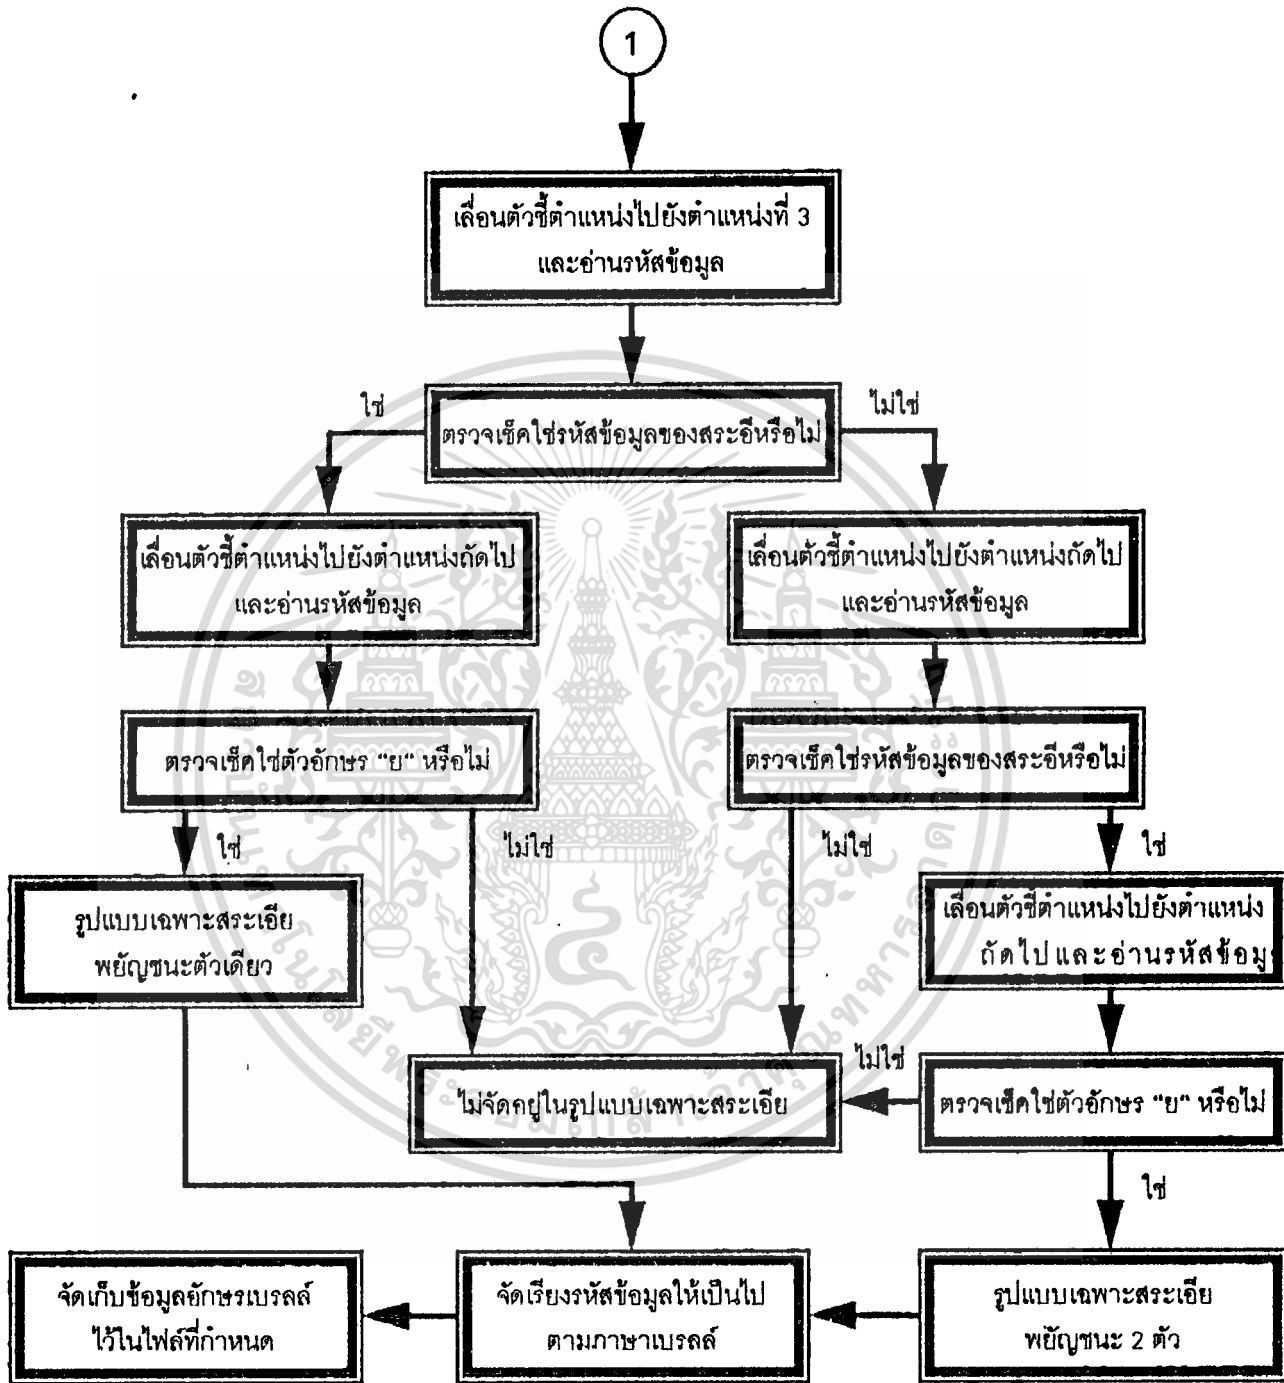 1
เลื่อนตัวชี้ตำแหน่งไปยังตำแหน่งที่ 3
และอ่านรหัสข้อมูล
ใช่
ไม่ใช่
ตรวจเช็คใช่รหัสข้อมูลของสระอีหรือไม่
เลื่อนตัวชี้ตำแหน่งไปยังตำแหน่งถัดไป
และอ่านรหัสข้อมูล
เลื่อนตัวชี้ตำแหน่งไปยังตำแหน่งถัดไป
และอ่านรหัสข้อมูล
ตรวจเช็คใช่ตัวอักษร "ย" หรือไม่
ตรวจเช็คใช่รหัสข้อมูลของสระอีหรือไม่
ใช่
ไม่ใช่
ไม่ใช่
ใช่
รูปแบบเฉพาะสระเอีย
พยัญชนะตัวเดียว
เลื่อนตัวชี้ตำแหน่งไปยังตำแหน่ง
ถัดไป และอ่านรหัสข้อมู
ไม่จัดอยู่ในรูปแบบเฉพาะสระเอีย
ไม่ใช่
ตรวจเช็คใช่ตัวอักษร "ย" หรือไม่
ใช่
จัดเก็บข้อมูลอักษรเบรลล์
ไว้ในไฟล์ที่กำหนด
จัดเรียงรหัสข้อมูลให้เป็นไป
ตามภาษาเบรลล์
รูปแบบเฉพาะสระเอีย
พยัญชนะ 2 ตัว